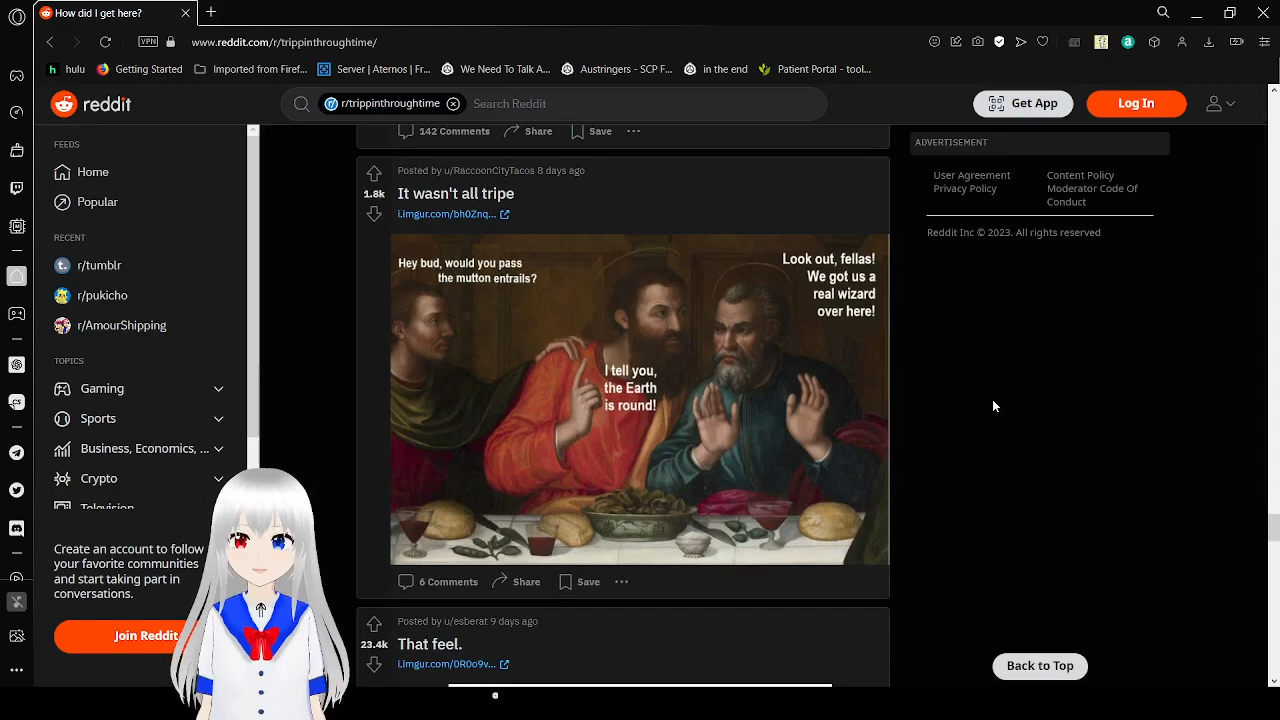 How did I get here?
VPN
www.reddit.com/r/trippinthroughtime/
hulu
Getting Started
Imported from Firef...
Server | Aternos | Fr...
We Need To Talk A...
Austringers - SCP F...
in the end
Patient Portal - tool...
reddit
r/trippinthroughtime
Search Reddit
Get App
Log In
FEEDS
Home
Popular
RECENT
r/tumblr
r/pukicho
r/AmourShipping
TOPICS
Gaming
Sports
Business, Economics, ...
Crypto
Television
Create an account to follow
your favorite communities
and start taking part in
conversations.
Join Reddit
142 Comments
Share
Save
Posted by u/RaccoonCityTacos 8 days ago
1.8k
It wasn't all tripe
i.imgur.com/bh0Znq...
Hey bud, would you pass
the mutton entrails?
Look out, fellas!
We got us a
real wizard
over here!
I tell you,
the Earth
is round!
6 Comments
Share
Save
Posted by u/esberat 9 days ago
23.4k
That feel.
i.imgur.com/0R0o9v...
ADVERTISEMENT
User Agreement
Privacy Policy
Content Policy
Moderator Code Of
Conduct
Reddit Inc © 2023. All rights reserved
Back to Top